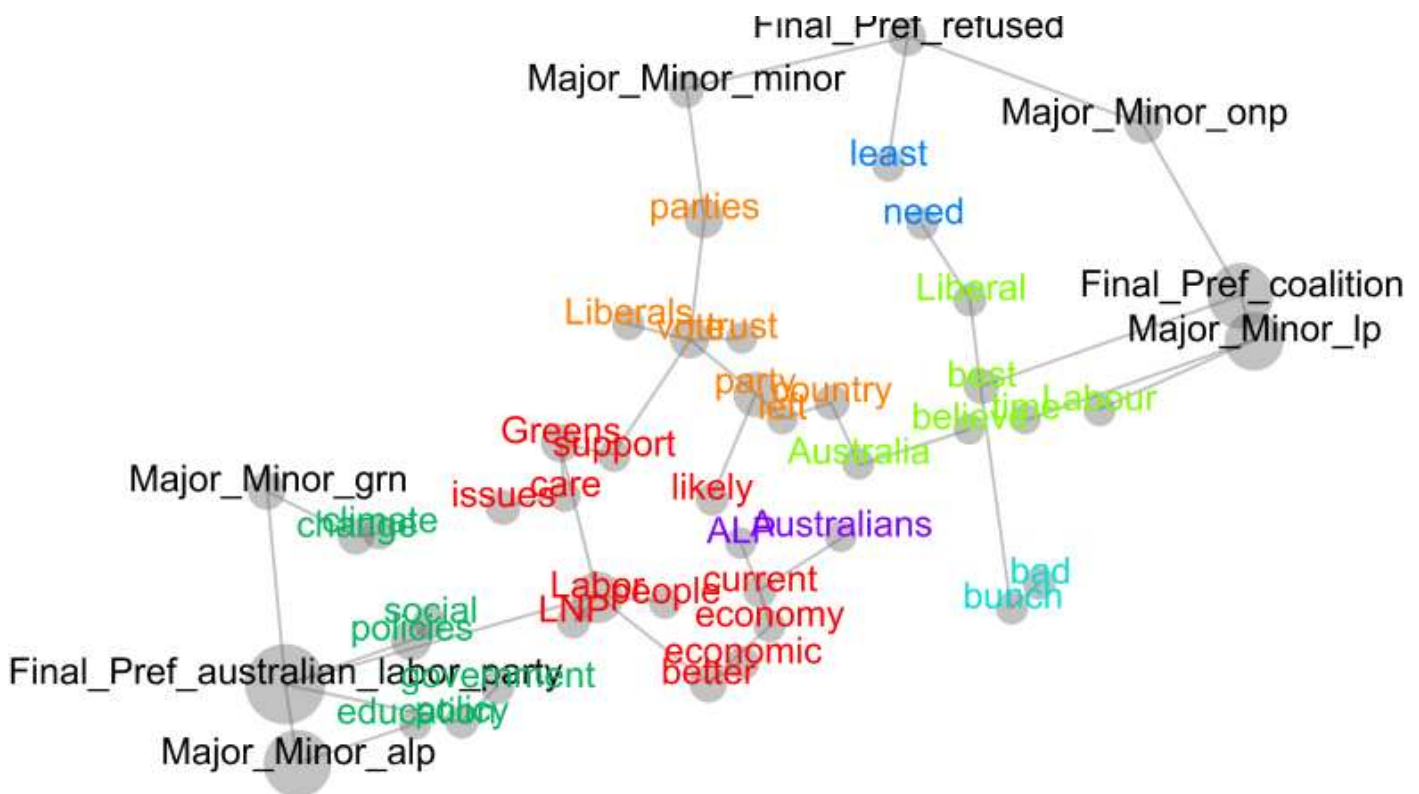 Final_Pref_refused
Major_Minor_minor
Major_Minor_onp
least
parties
need
Final_Pref_coalition
Liberal
Liberals
vote
trust
Major_Minor_lp
party
best
country
left
believe
time
Labour
Greens
support
Australia
Major_Minor_grn
issues
care
likely
change
climate
ALP
Australians
Labor
people
current
bad
LNP
bunch
social
economy
policies
economic
Final_Pref_australian_labor_party
government
better
education
policy
Major_Minor_alp